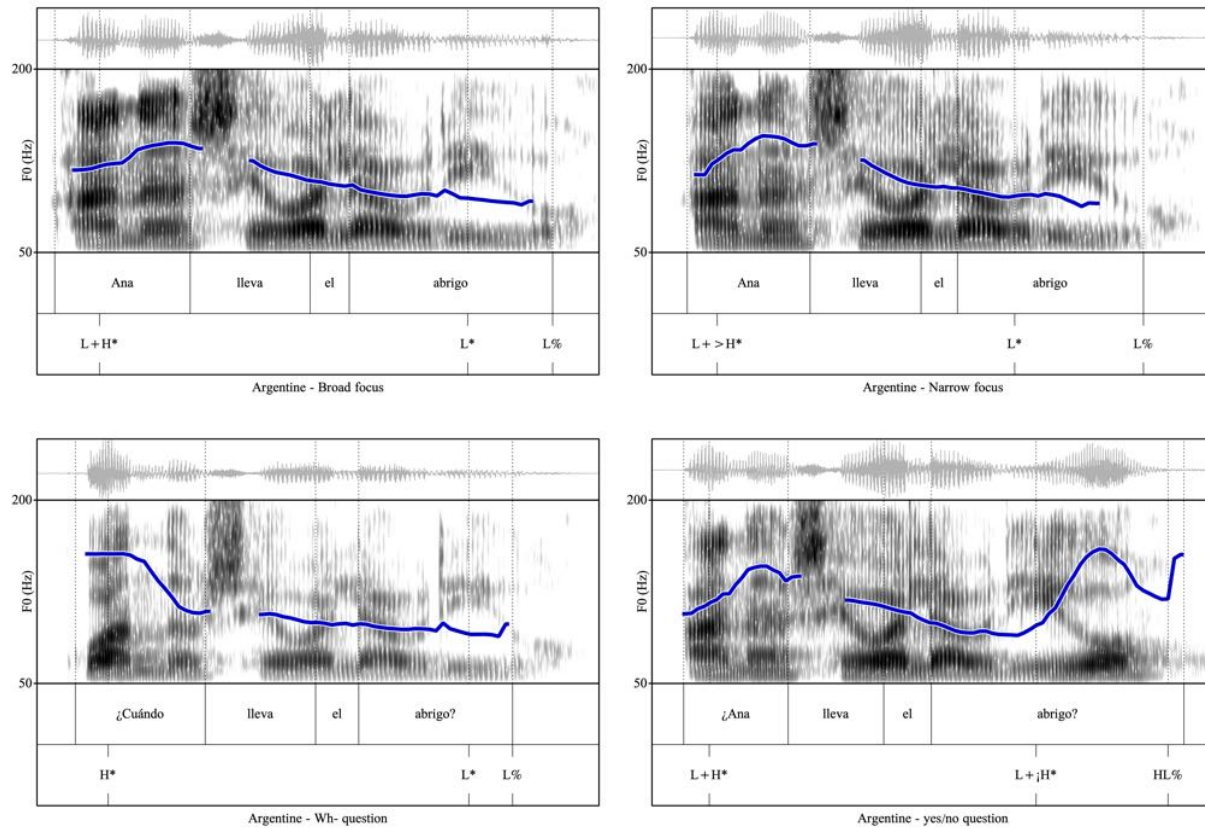 200
F0 (Hz)
50
Ana lleva el abrigo
L+H* L* L%
Argentine - Broad focus
200
F0 (Hz)
50
Ana lleva el abrigo
L+>H* L* L%
Argentine - Narrow focus
200
F0 (Hz)
50
¿Cuándo lleva el abrigo?
H* L* L%
Argentine - Wh- question
200
F0 (Hz)
50
¿Ana lleva el abrigo?
L+H* L+¡H* HL%
Argentine - yes/no question